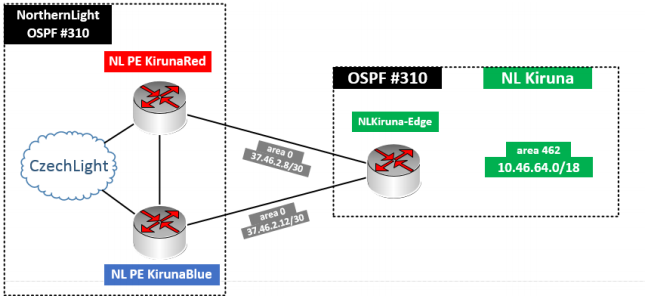 NorthernLight
OSPF #310
NL PE KirunaRed
OSPF #310
NL Kiruna
NLKiruna-Edge
area 0
37.46.2.8/30
area 462
10.46.64.0/18
CzechLight
area 0
37.46.2.12/30
NL PE KirunaBlue